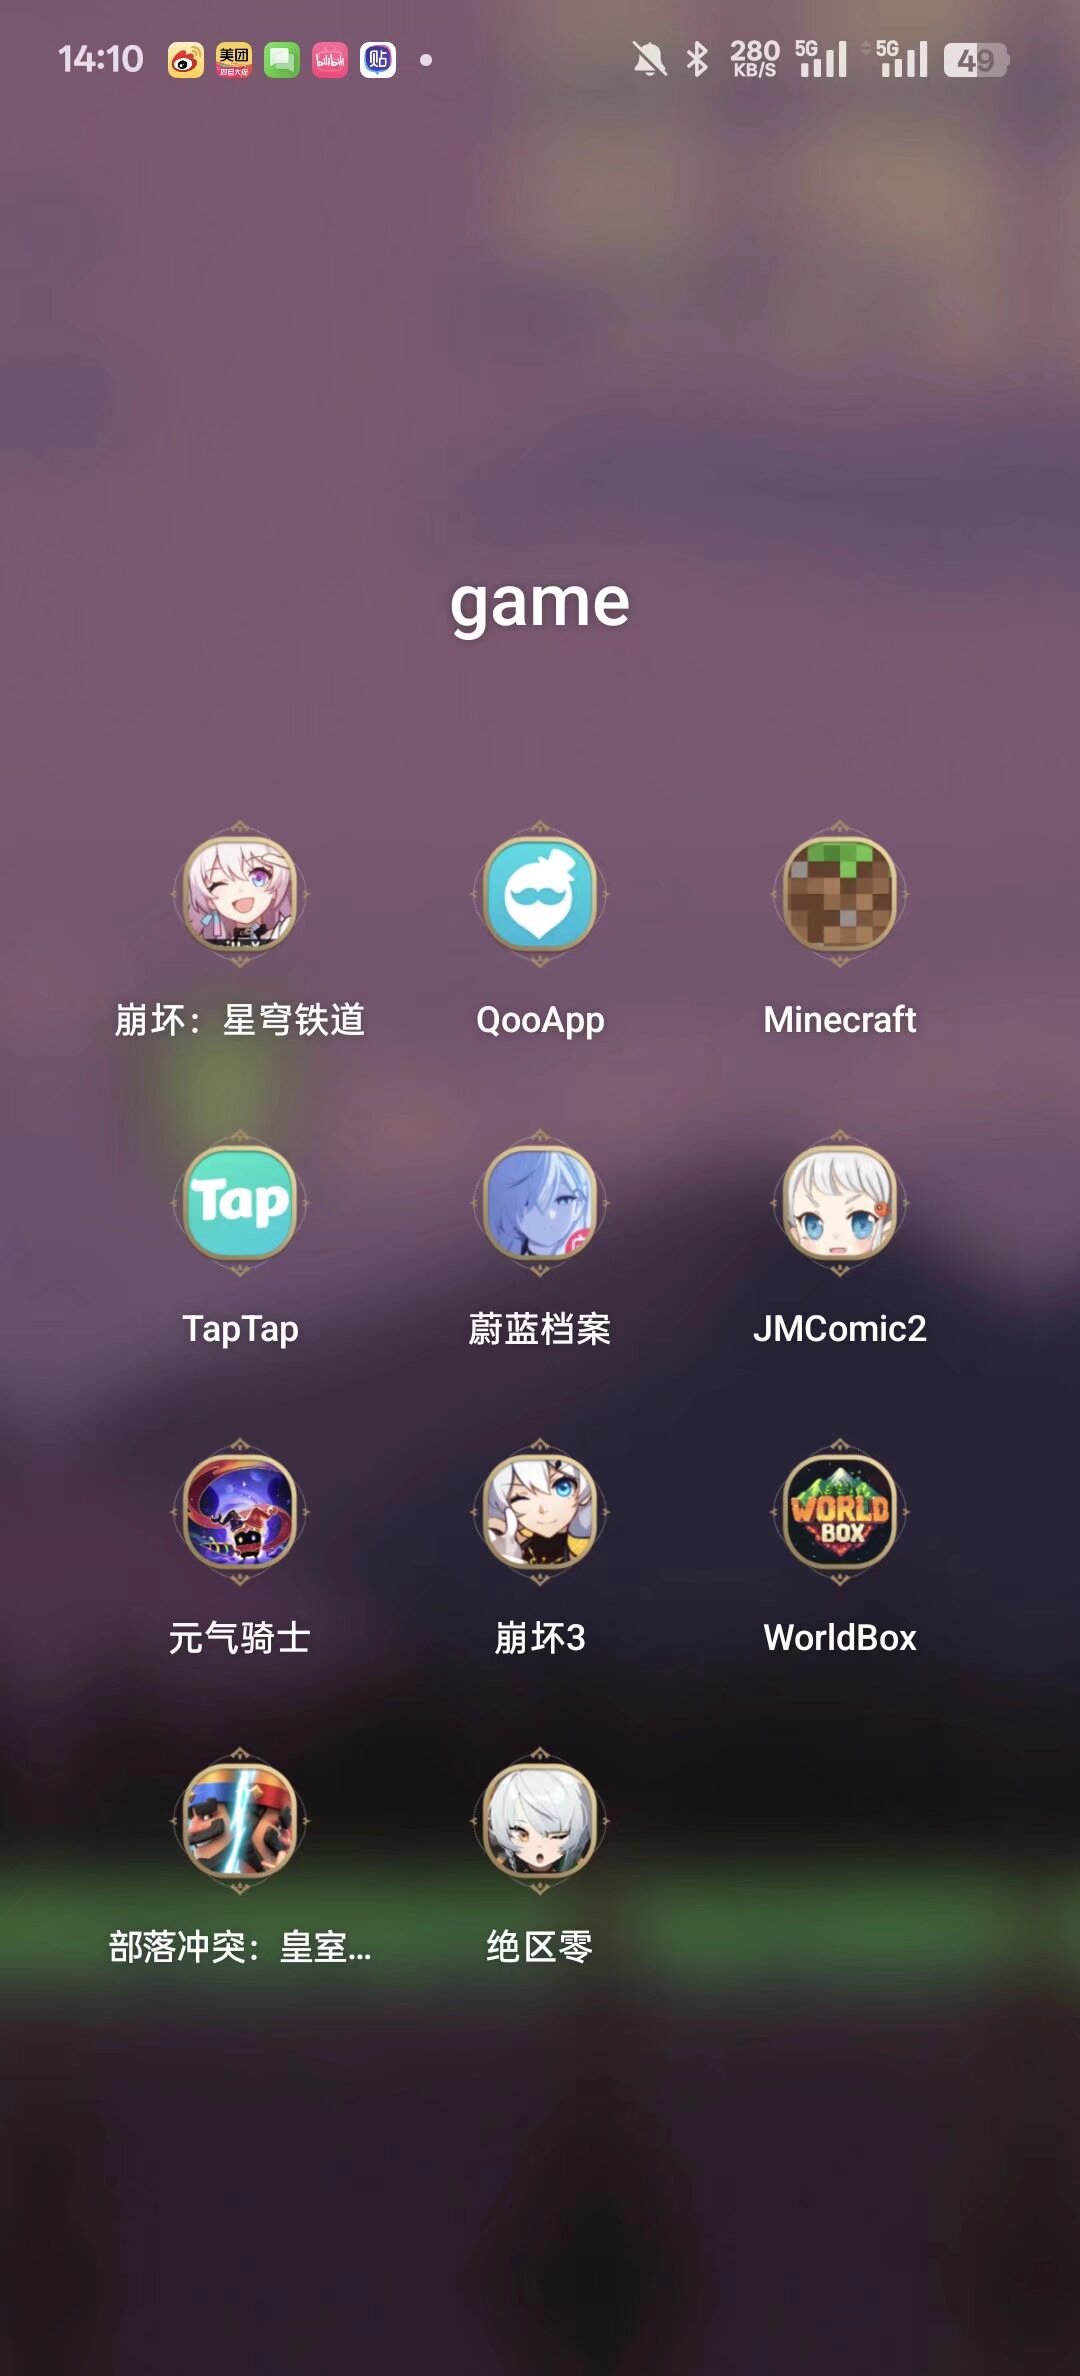 14:10 美团 bilibili 贴 280 KB/S 5G 5G 49
game
崩坏：星穹铁道 QooApp Minecraft
Tap
TapTap 蔚蓝档案 JMComic2
WORLD
BOX
元气骑士 崩坏3 WorldBox
部落冲突：皇室... 绝区零